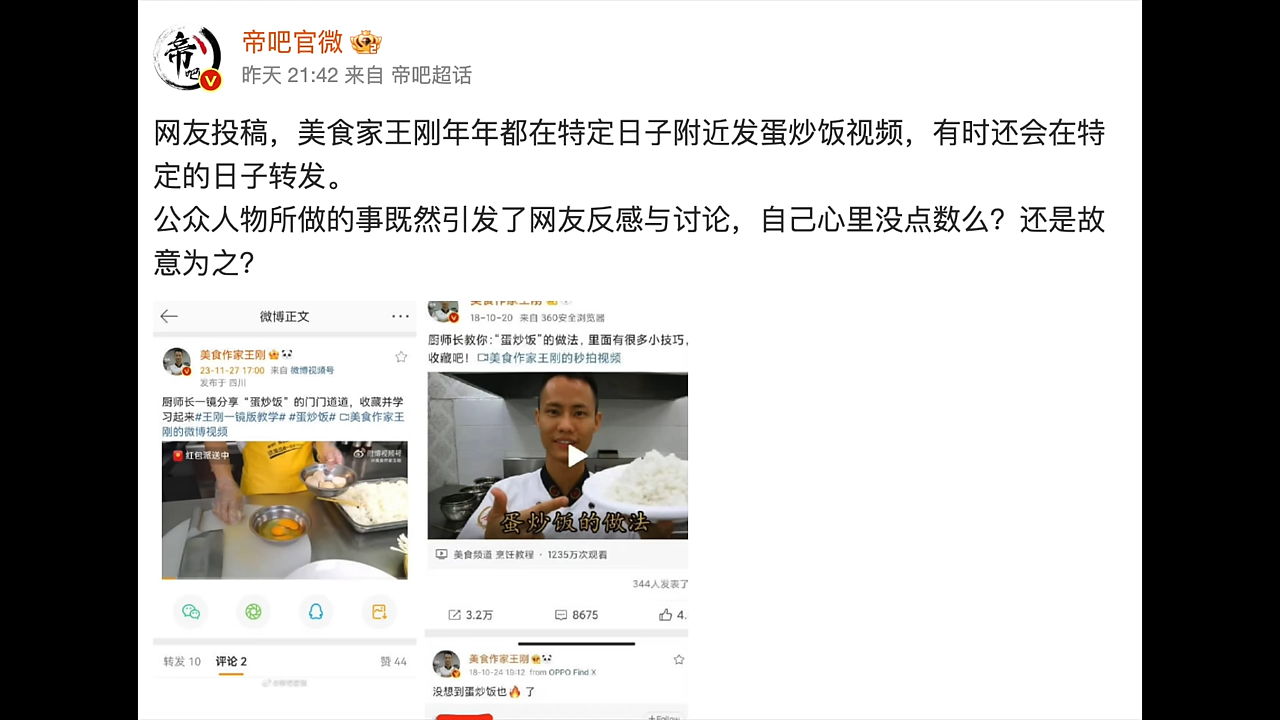 帝吧官微
昨天 21:42 来自 帝吧超话
网友投稿，美食家王刚年年都在特定日子附近发蛋炒饭视频，有时还会在特
定的日子转发。
公众人物所做的事既然引发了网友反感与讨论，自己心里没点数么？还是故
意为之？
微博正文
美食作家王刚
23-11-27 17:00 来自 微博视频号
发布于 四川
厨师长一镜分享“蛋炒饭”的门门道道，收藏并学
习起来#王刚一镜版教学# #蛋炒饭# 美食作家王
刚的微博视频
红包派送中
微博视频号
转发 10 评论 2 赞 44
美食作家王刚
18-10-20 来自 360安全浏览器
厨师长教你：“蛋炒饭”的做法，里面有很多小技巧，
收藏吧！ 美食作家王刚的秒拍视频
蛋炒饭的做法
美食频道 烹饪教程 · 1235万次观看
344人发表了
3.2万 8675 4.
美食作家王刚
18-10-24 19:12 from OPPO Find X
没想到蛋炒饭也🔥了
+Follow